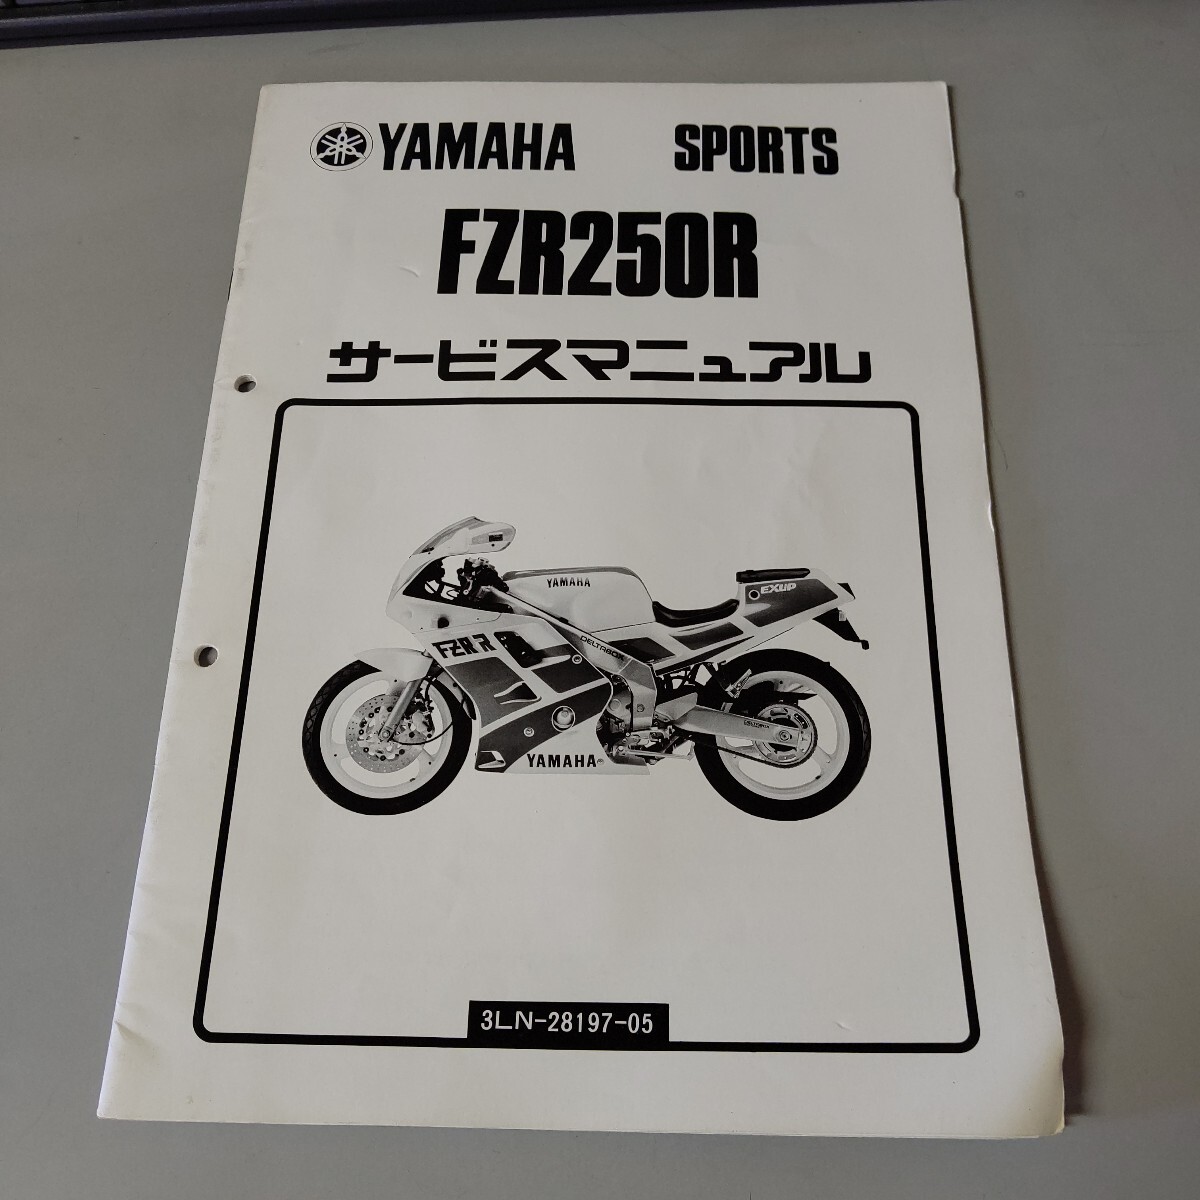 YAMAHA SPORTS
FZR250R
サービスマニュアル
YAMAHA
EXUP
FZR R
DELTABOX
DELTABOX
YAMAHA
3LN-28197-05